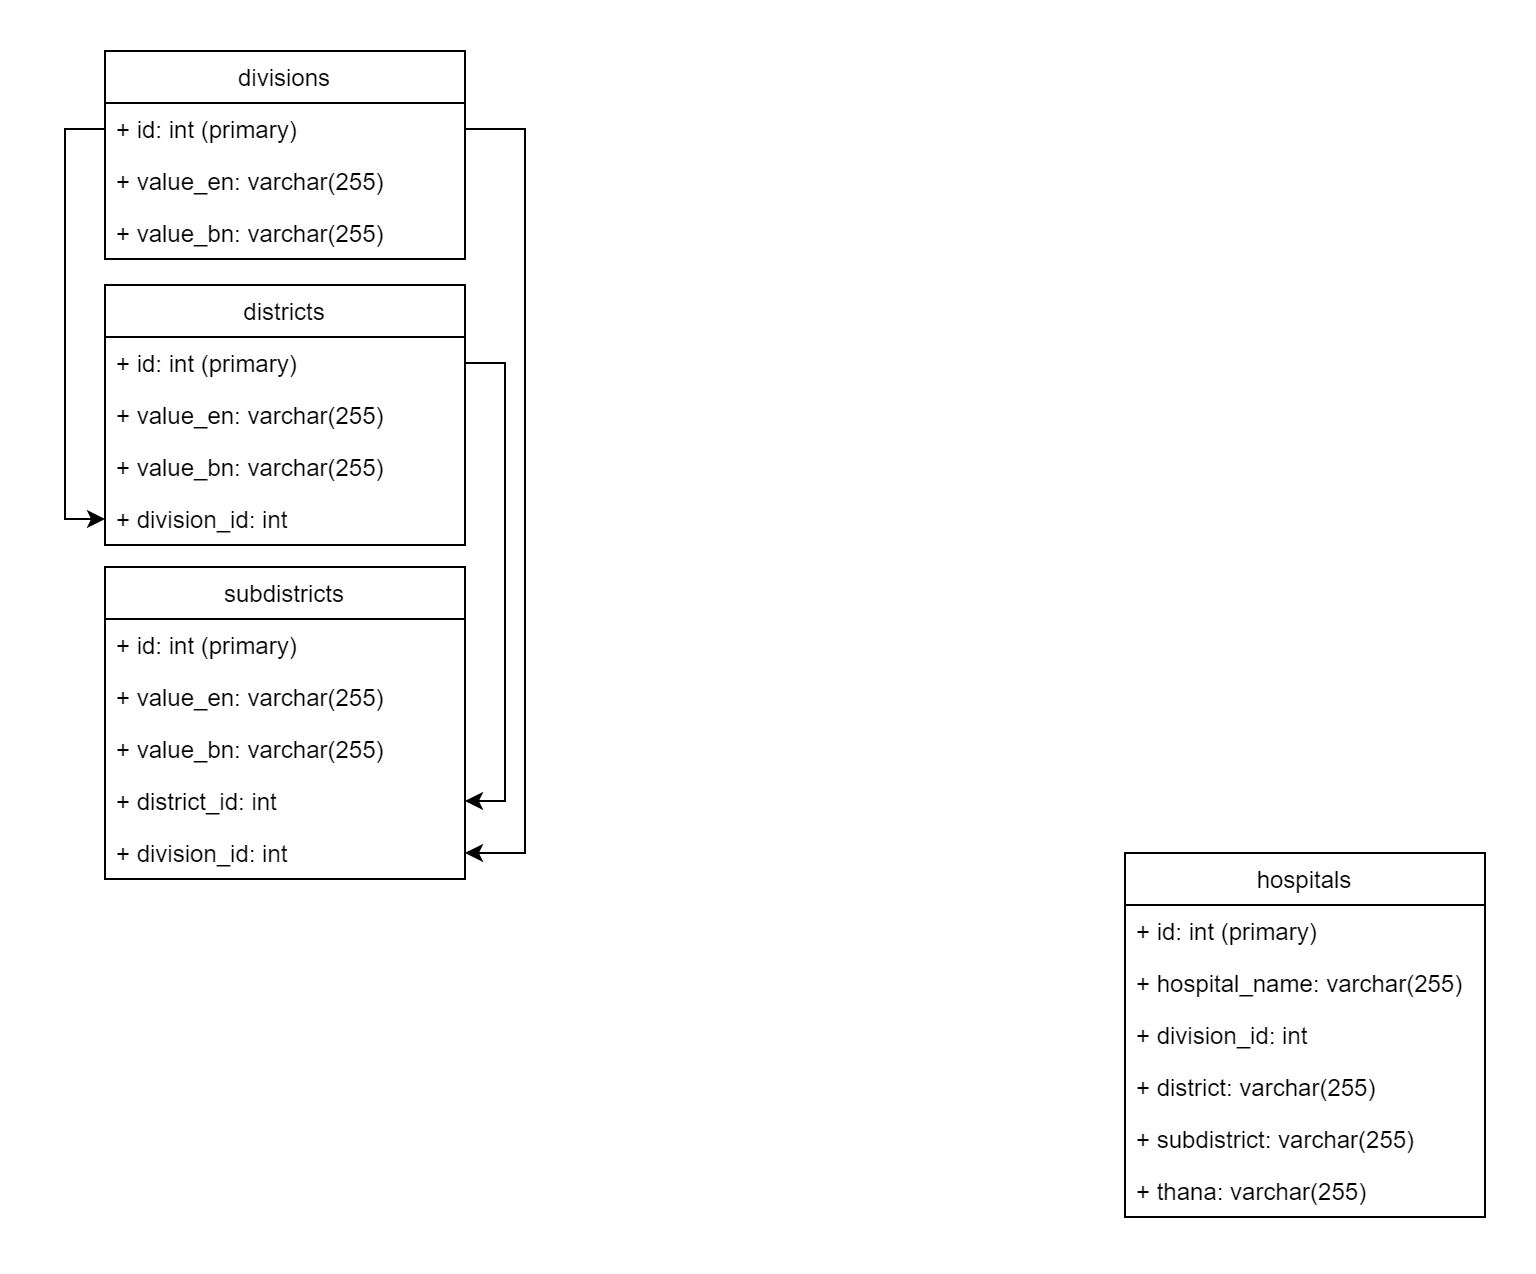 divisions
+ id: int (primary)
+ value_en: varchar(255)
+ value_bn: varchar(255)
districts
+ id: int (primary)
+ value_en: varchar(255)
+ value_bn: varchar(255)
+ division_id: int
subdistricts
+ id: int (primary)
+ value_en: varchar(255)
+ value_bn: varchar(255)
+ district_id: int
+ division_id: int
hospitals
+ id: int (primary)
+ hospital_name: varchar(255)
+ division_id: int
+ district: varchar(255)
+ subdistrict: varchar(255)
+ thana: varchar(255)